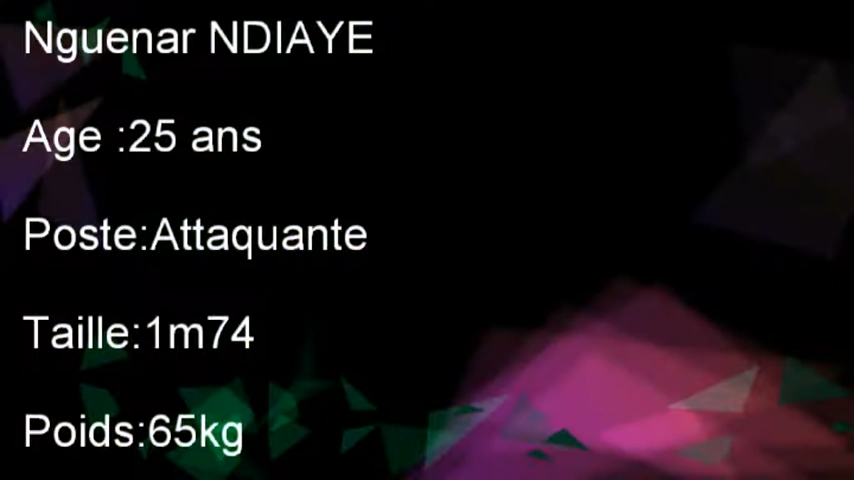 Nguenar NDIAYE
Age :25 ans
Poste:Attaquante
Taille:1m74
Poids:65kg